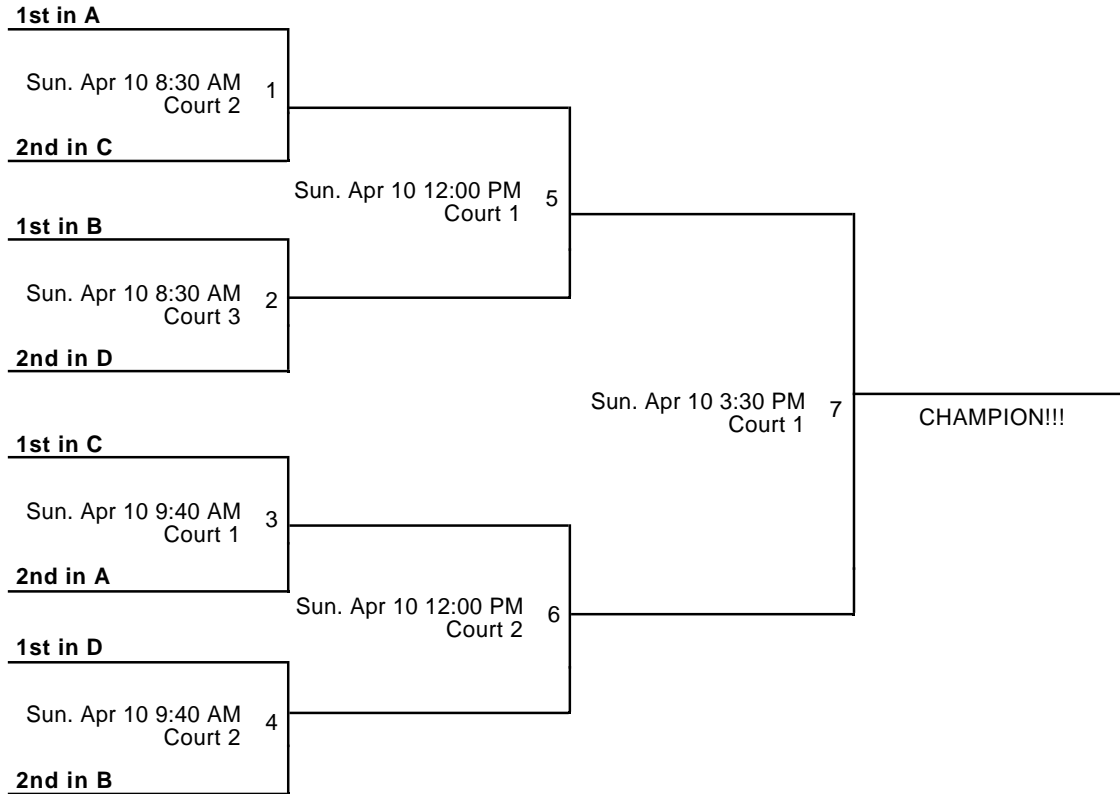 1st in A
Sun. Apr 10 8:30 AM
Court 2
1
2nd in C
Sun. Apr 10 12:00 PM
Court 1
5
1st in B
Sun. Apr 10 8:30 AM
Court 3
2
2nd in D
Sun. Apr 10 3:30 PM
Court 1
7
CHAMPION!!!
1st in C
Sun. Apr 10 9:40 AM
Court 1
3
2nd in A
Sun. Apr 10 12:00 PM
Court 2
6
1st in D
Sun. Apr 10 9:40 AM
Court 2
4
2nd in B